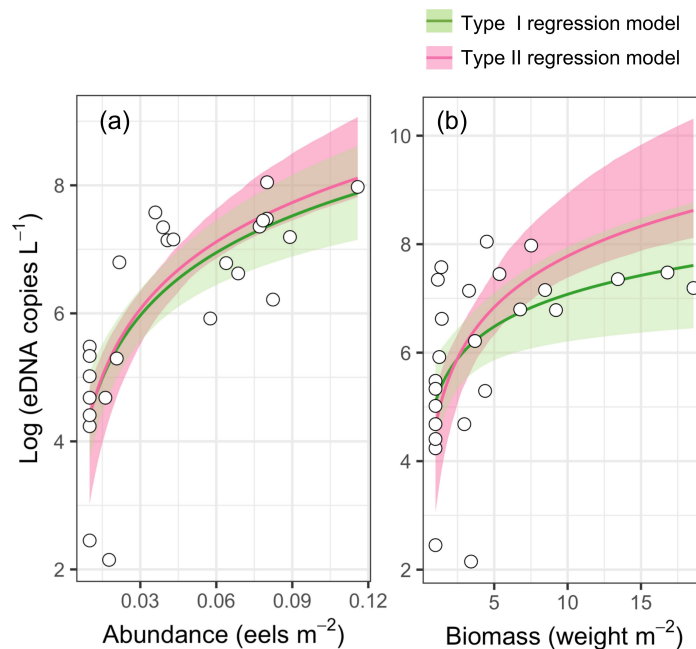 Type I regression model
Type II regression model
(a)
(b)
Log (eDNA copies L⁻¹)
8
6
4
2
10
8
6
4
2
0.03 0.06 0.09 0.12
5 10 15
Abundance (eels m⁻²)
Biomass (weight m⁻²)